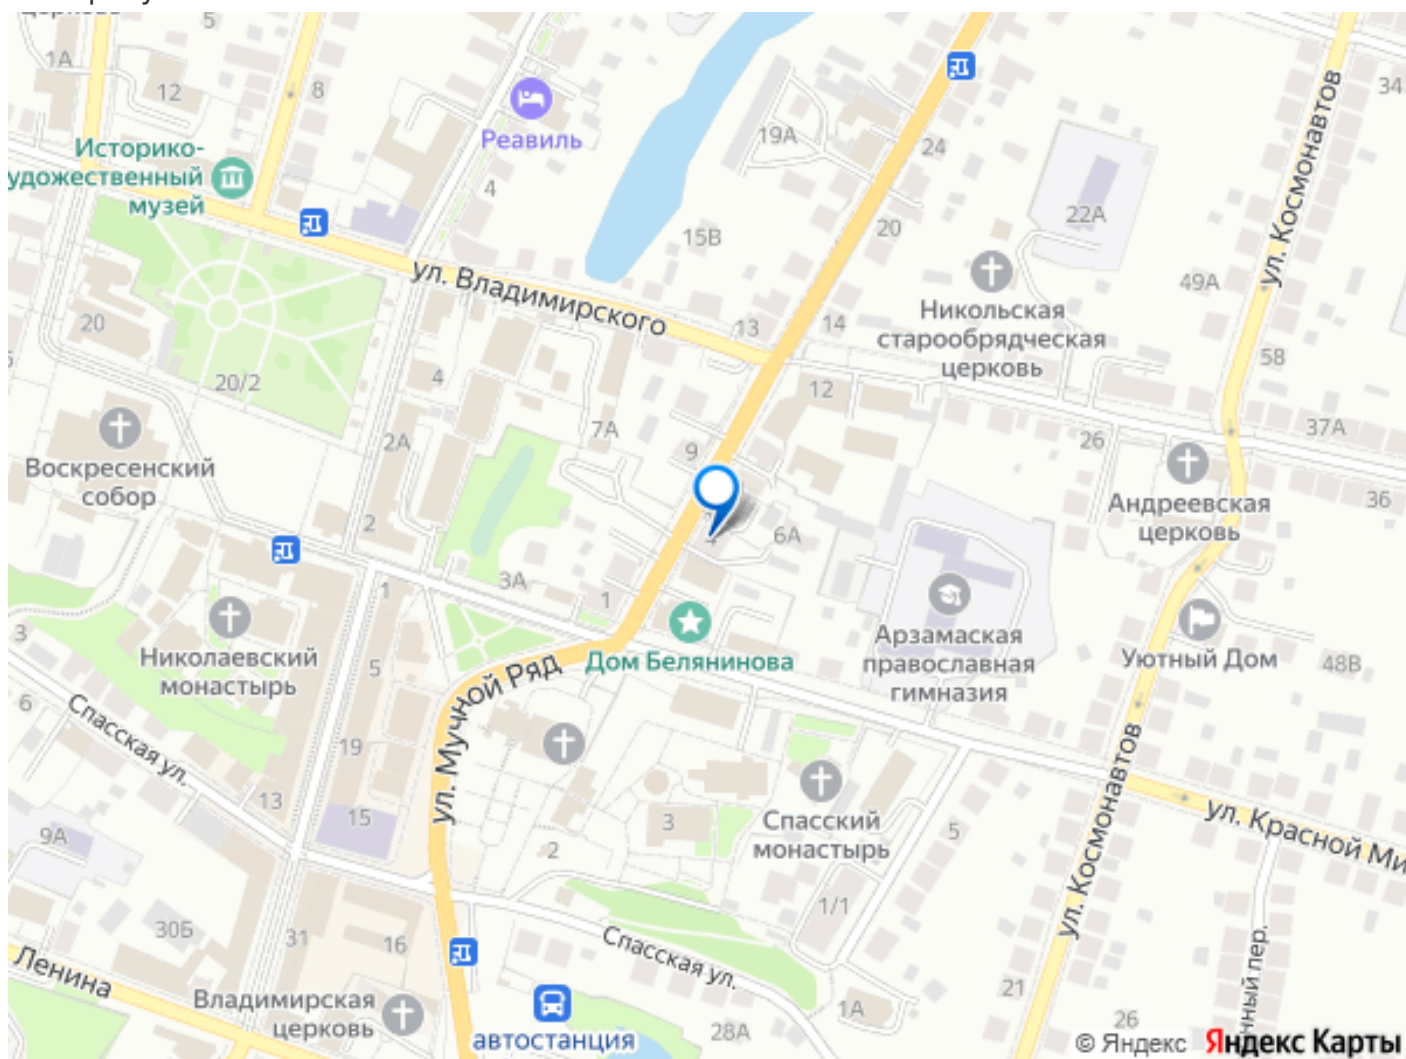 5
1А
12
8
34
Реавиль
19А
24
Историко-
удожественный
музей
4
22А
ул. Космонавтов
20
15В
ул. Владимирского
49А
Никольская
старообрядческая
церковь
20
13
14
58
20/2
4
12
7А
2А
9
26
37А
Воскресенский
собор
36
Андреевская
церковь
2
4
6А
3А
1
1
3
Дом Белянинова
Арзамаская
православная
гимназия
Николаевский
монастырь
5
Уютный Дом
48В
6
Спасская ул.
ул. Мучной Ряд
19
13
15
3
Спасский
монастырь
5
ул. Космонавтов
ул. Красной Ми
9А
2
1/1
30Б
31
16
Спасская ул.
Ленина
Владимирская
церковь
автостанция
28А
1А
21
26
нный пер.
© Яндекс Яндекс Карты